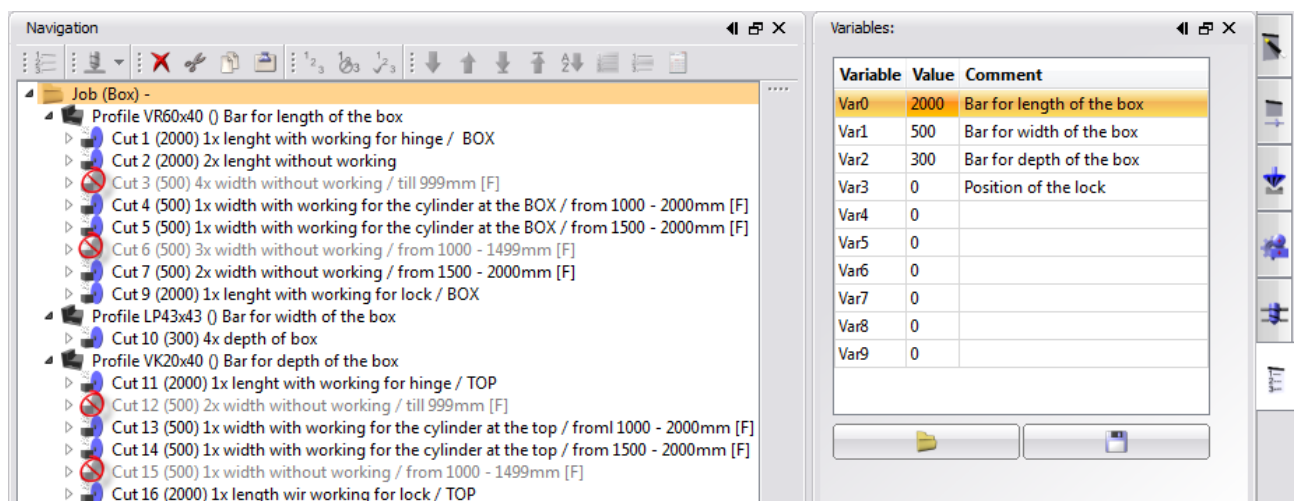 Navigation
Job (Box) -
Profile VR60x40 () Bar for length of the box
Cut 1 (2000) 1x lenght with working for hinge / BOX
Cut 2 (2000) 2x lenght without working
Cut 3 (500) 4x width without working / till 999mm [F]
Cut 4 (500) 1x width with working for the cylinder at the BOX / from 1000 - 2000mm [F]
Cut 5 (500) 1x width with working for the cylinder at the BOX / from 1500 - 2000mm [F]
Cut 6 (500) 3x width without working / from 1000 - 1499mm [F]
Cut 7 (500) 2x width without working / from 1500 - 2000mm [F]
Cut 9 (2000) 1x lenght with working for lock / BOX
Profile LP43x43 () Bar for width of the box
Cut 10 (300) 4x depth of box
Profile VK20x40 () Bar for depth of the box
Cut 11 (2000) 1x lenght with working for hinge / TOP
Cut 12 (500) 2x width without working / till 999mm [F]
Cut 13 (500) 1x width with working for the cylinder at the top / froml 1000 - 2000mm [F]
Cut 14 (500) 1x width with working for the cylinder at the top / from 1500 - 2000mm [F]
Cut 15 (500) 1x width without working / from 1000 - 1499mm [F]
Cut 16 (2000) 1x length wir working for lock / TOP
Variables:
Variable Value Comment
Var0 2000 Bar for length of the box
Var1 500 Bar for width of the box
Var2 300 Bar for depth of the box
Var3 0 Position of the lock
Var4 0
Var5 0
Var6 0
Var7 0
Var8 0
Var9 0